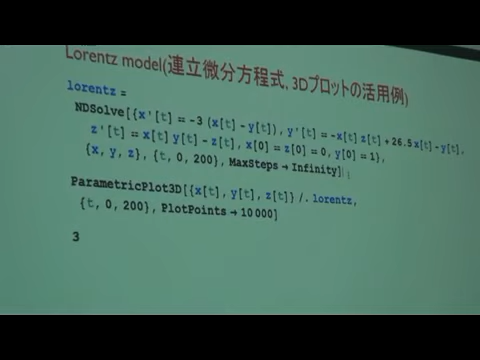 Lorentz model(連立微分方程式, 3Dプロットの活用例)
lorentz =
NDSolve[{x'[t] == -3 (x[t] - y[t]), y'[t] == -x[t] z[t] + 26.5 x[t] - y[t],
z'[t] == x[t] y[t] - z[t], x[0] == z[0] == 0, y[0] == 1},
{x, y, z}, {t, 0, 200}, MaxSteps → Infinity]
ParametricPlot3D[{x[t], y[t], z[t]} /. lorentz,
{t, 0, 200}, PlotPoints → 10 000]
3